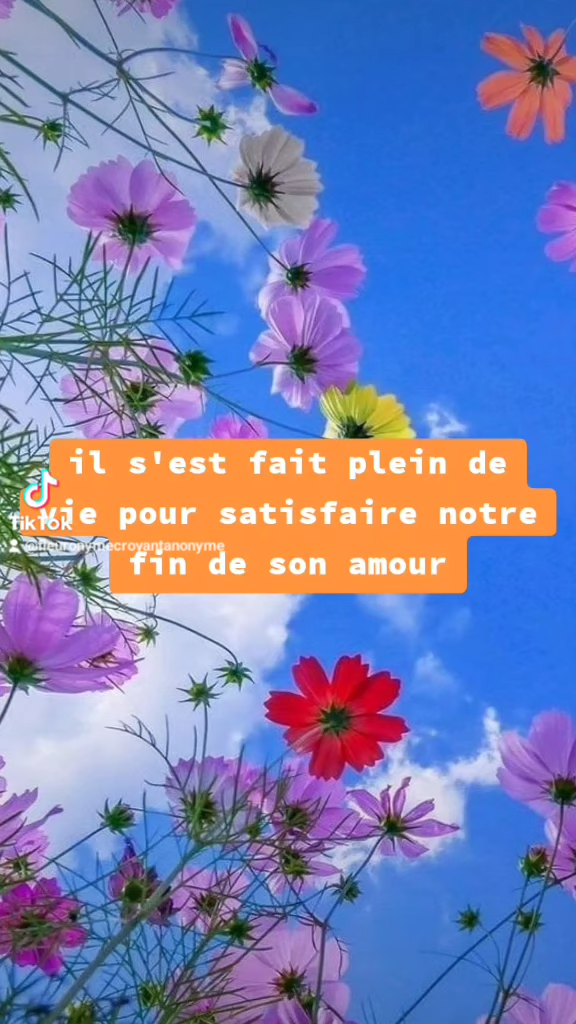 il s'est fait plein de
vie pour satisfaire notre
fin de son amour
TikTok